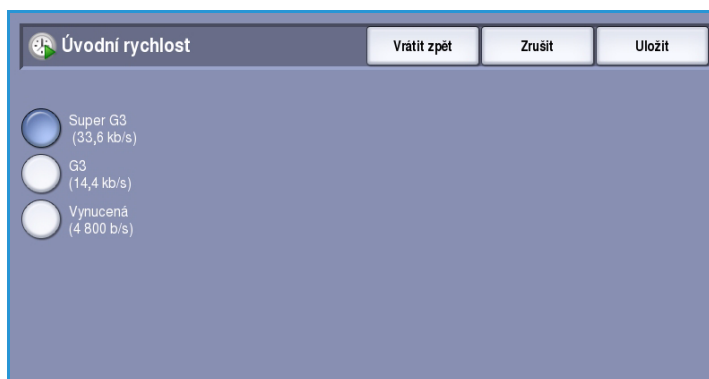 Úvodní rychlost
Vrátit zpět
Zrušit
Uložit
Super G3
(33,6 kb/s)
G3
(14,4 kb/s)
Vynucená
(4 800 b/s)